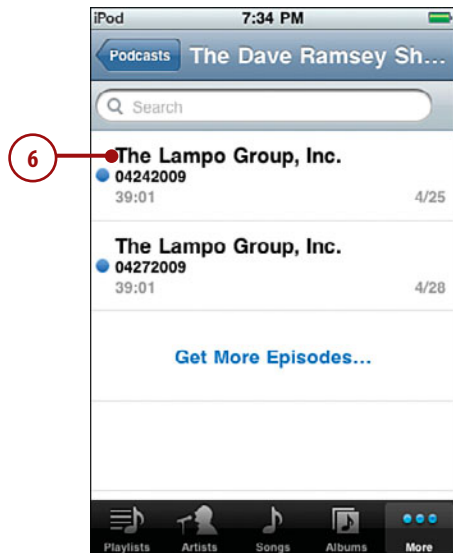 iPod 7:34 PM
Podcasts The Dave Ramsey Sh...
Search
6
The Lampo Group, Inc.
04242009
39:01 4/25
The Lampo Group, Inc.
04272009
39:01 4/28
Get More Episodes...
Playlists Artists Songs Albums More